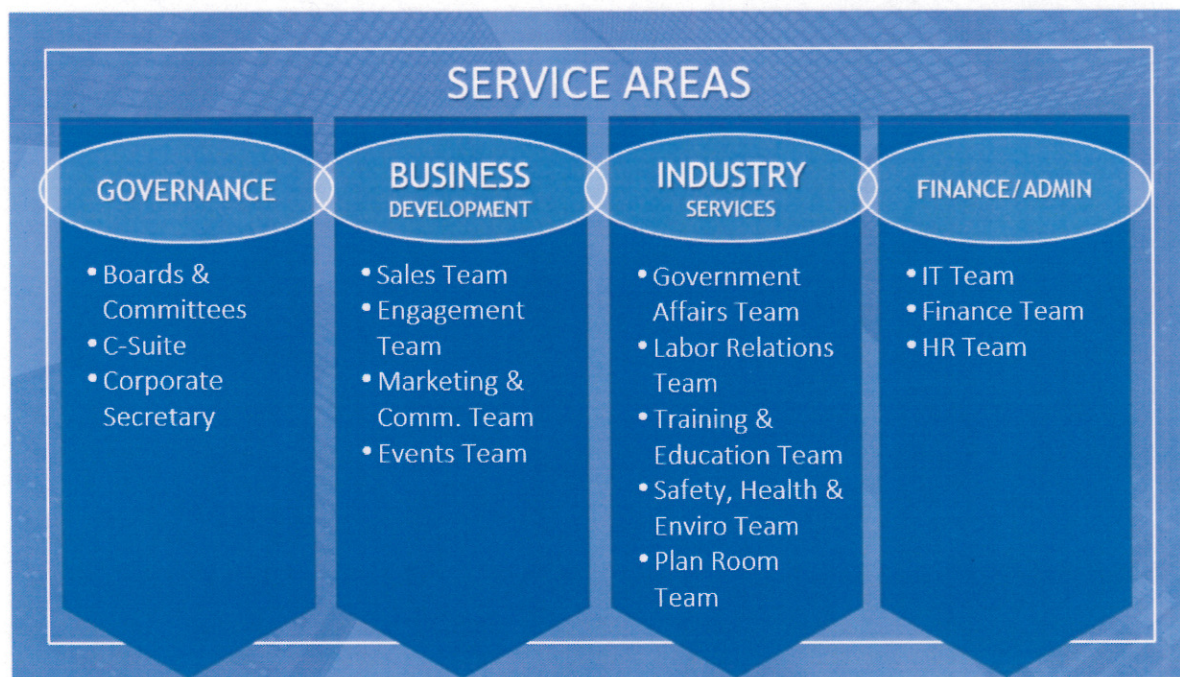 SERVICE AREAS
GOVERNANCE
• Boards &
Committees
• C-Suite
• Corporate
Secretary
BUSINESS
DEVELOPMENT
• Sales Team
• Engagement
Team
• Marketing &
Comm. Team
• Events Team
INDUSTRY
SERVICES
• Government
Affairs Team
• Labor Relations
Team
• Training &
Education Team
• Safety, Health &
Enviro Team
• Plan Room
Team
FINANCE/ADMIN
• IT Team
• Finance Team
• HR Team